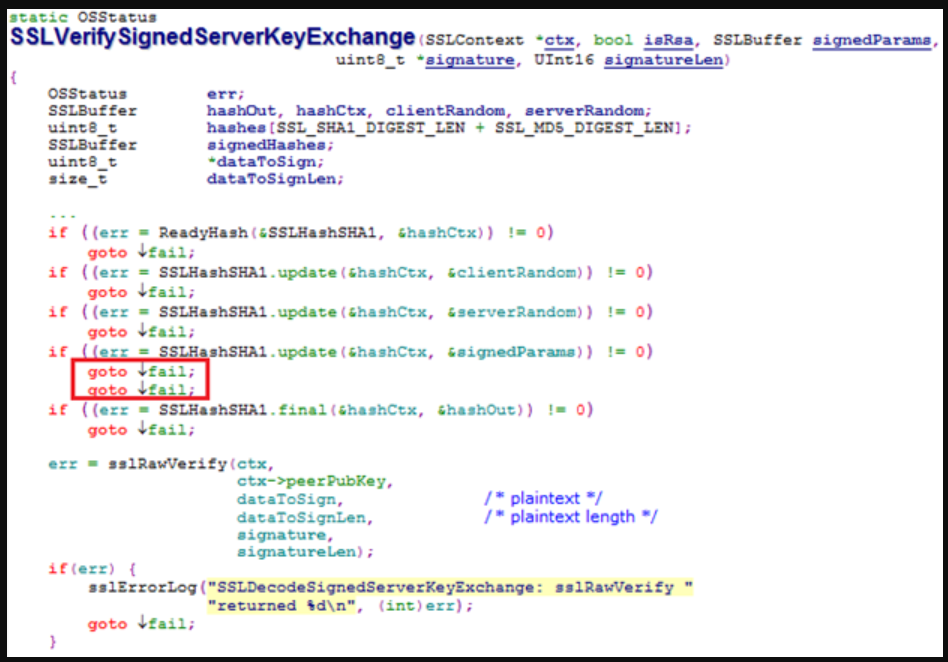 static OSStatus
SSLVerifySignedServerKeyExchange(SSLContext *ctx, bool isRsa, SSLBuffer signedParams,
                                 uint8_t *signature, UInt16 signatureLen)
{
    OSStatus        err;
    SSLBuffer       hashOut, hashCtx, clientRandom, serverRandom;
    uint8_t         hashes[SSL_SHA1_DIGEST_LEN + SSL_MD5_DIGEST_LEN];
    SSLBuffer       signedHashes;
    uint8_t         *dataToSign;
    size_t          dataToSignLen;

    ...
    if ((err = ReadyHash(&SSLHashSHA1, &hashCtx)) != 0)
        goto ↓fail;
    if ((err = SSLHashSHA1.update(&hashCtx, &clientRandom)) != 0)
        goto ↓fail;
    if ((err = SSLHashSHA1.update(&hashCtx, &serverRandom)) != 0)
        goto ↓fail;
    if ((err = SSLHashSHA1.update(&hashCtx, &signedParams)) != 0)
        goto ↓fail;
        goto ↓fail;
    if ((err = SSLHashSHA1.final(&hashCtx, &hashOut)) != 0)
        goto ↓fail;

    err = sslRawVerify(ctx,
                       ctx->peerPubKey,
                       dataToSign,              /* plaintext */
                       dataToSignLen,           /* plaintext length */
                       signature,
                       signatureLen);
    if(err) {
        sslErrorLog("SSLDecodeSignedServerKeyExchange: sslRawVerify "
                    "returned %d\n", (int)err);
        goto ↓fail;
    }